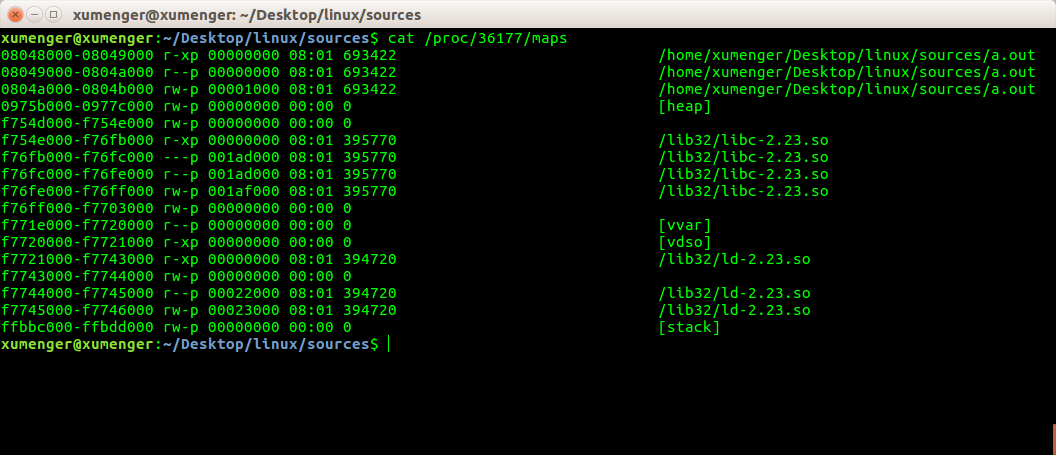 xumenger@xumenger: ~/Desktop/linux/sources
xumenger@xumenger:~/Desktop/linux/sources$ cat /proc/36177/maps
08048000-08049000 r-xp 00000000 08:01 693422 /home/xumenger/Desktop/linux/sources/a.out
08049000-0804a000 r--p 00000000 08:01 693422 /home/xumenger/Desktop/linux/sources/a.out
0804a000-0804b000 rw-p 00001000 08:01 693422 /home/xumenger/Desktop/linux/sources/a.out
0975b000-0977c000 rw-p 00000000 00:00 0 [heap]
f754d000-f754e000 rw-p 00000000 00:00 0
f754e000-f76fb000 r-xp 00000000 08:01 395770 /lib32/libc-2.23.so
f76fb000-f76fc000 ---p 001ad000 08:01 395770 /lib32/libc-2.23.so
f76fc000-f76fe000 r--p 001ad000 08:01 395770 /lib32/libc-2.23.so
f76fe000-f76ff000 rw-p 001af000 08:01 395770 /lib32/libc-2.23.so
f76ff000-f7703000 rw-p 00000000 00:00 0
f771e000-f7720000 r--p 00000000 00:00 0 [vvar]
f7720000-f7721000 r-xp 00000000 00:00 0 [vdso]
f7721000-f7743000 r-xp 00000000 08:01 394720 /lib32/ld-2.23.so
f7743000-f7744000 rw-p 00000000 00:00 0
f7744000-f7745000 r--p 00022000 08:01 394720 /lib32/ld-2.23.so
f7745000-f7746000 rw-p 00023000 08:01 394720 /lib32/ld-2.23.so
ffbbc000-ffbdd000 rw-p 00000000 00:00 0 [stack]
xumenger@xumenger:~/Desktop/linux/sources$